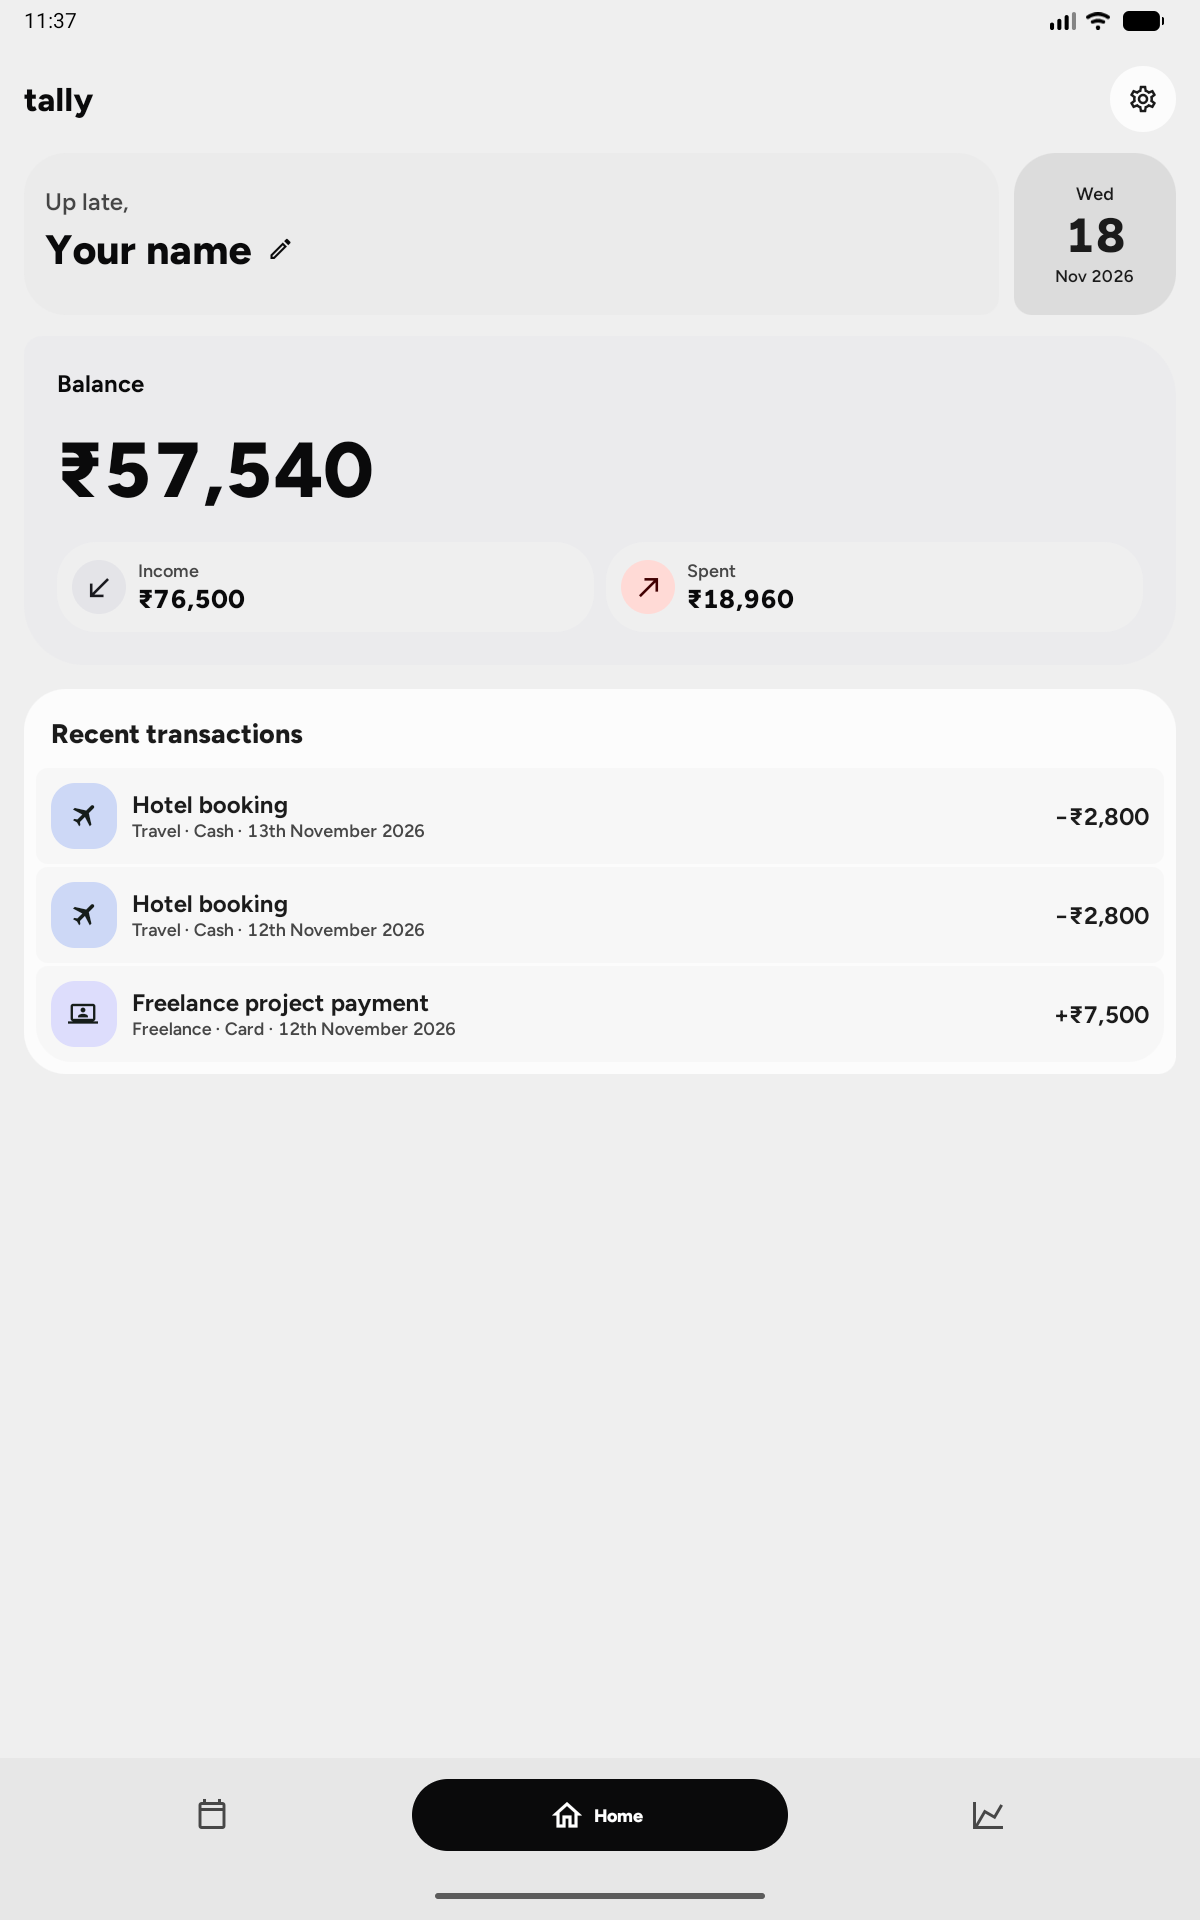 11:37
tally
Up late,
Your name
Wed
18
Nov 2026
Balance
₹57,540
Income
₹76,500
Spent
₹18,960
Recent transactions
Hotel booking
Travel · Cash · 13th November 2026
-₹2,800
Hotel booking
Travel · Cash · 12th November 2026
-₹2,800
Freelance project payment
Freelance · Card · 12th November 2026
+₹7,500
Home